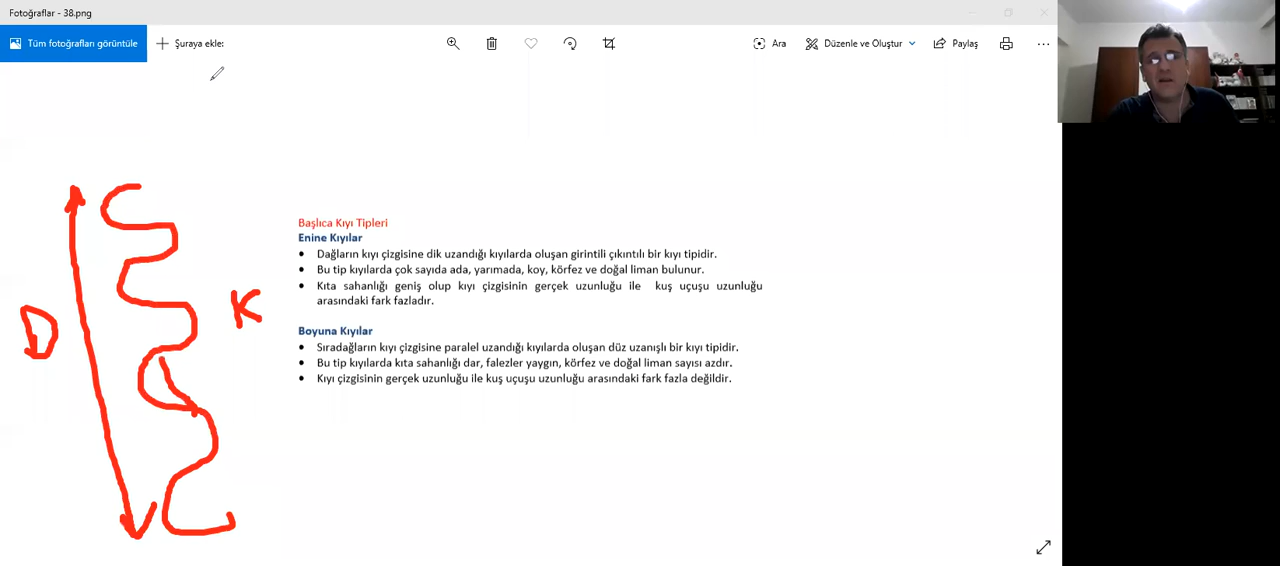 Fotoğraflar - 38.png
Tüm fotoğrafları görüntüle
Şuraya ekle:
Ara
Düzenle ve Oluştur
Paylaş
Başlıca Kıyı Tipleri
Enine Kıyılar
• Dağların kıyı çizgisine dik uzandığı kıyılarda oluşan girintili çıkıntılı bir kıyı tipidir.
• Bu tip kıyılarda çok sayıda ada, yarımada, koy, körfez ve doğal liman bulunur.
• Kıta sahanlığı geniş olup kıyı çizgisinin gerçek uzunluğu ile kuş uçuşu uzunluğu
arasındaki fark fazladır.
D
K
Boyuna Kıyılar
• Sıradağların kıyı çizgisine paralel uzandığı kıyılarda oluşan düz uzanışlı bir kıyı tipidir.
• Bu tip kıyılarda kıta sahanlığı dar, falezler yaygın, körfez ve doğal liman sayısı azdır.
• Kıyı çizgisinin gerçek uzunluğu ile kuş uçuşu uzunluğu arasındaki fark fazla değildir.